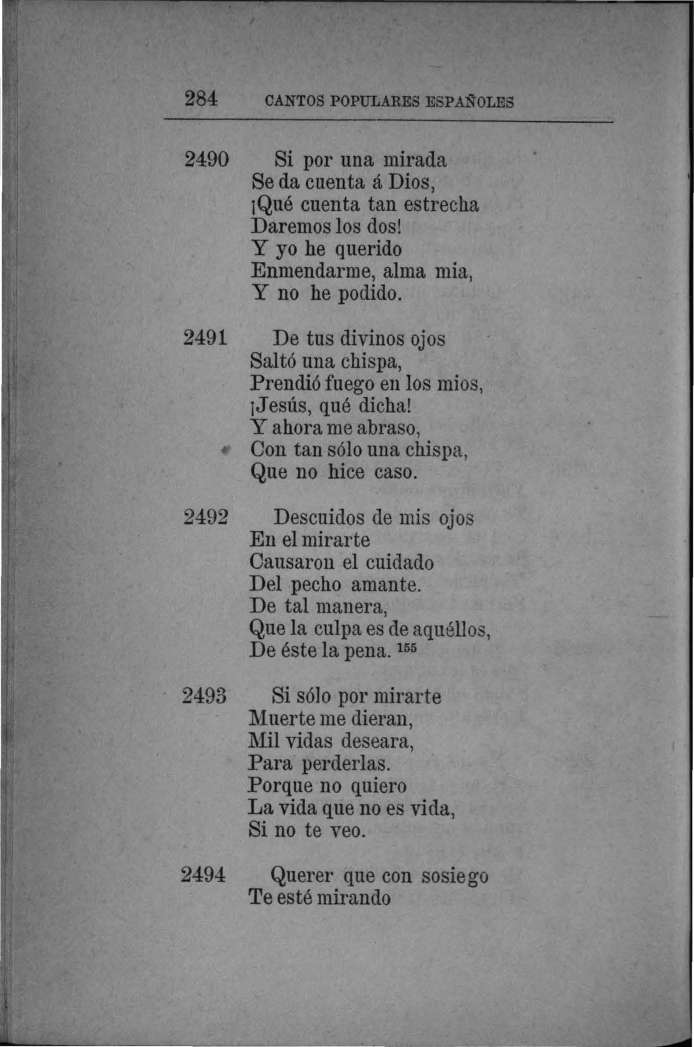 284 CANTOS POPULARES ESPAÑOLES
2490 Si por una mirada
Se da cuenta á Dios,
¡Qué cuenta tan estrecha
Daremos los dos!
Y yo he querido
Enmendarme, alma mia,
Y no he podido.
2491 De tus divinos ojos
Saltó una chispa,
Prendió fuego en los mios,
¡Jesús, qué dicha!
Y ahora me abraso,
Con tan sólo una chispa,
Que no hice caso.
2492 Descuidos de mis ojos
En el mirarte
Causaron el cuidado
Del pecho amante.
De tal manera,
Que la culpa es de aquéllos,
De éste la pena. 155
2493 Si sólo por mirarte
Muerte me dieran,
Mil vidas deseara,
Para perderlas.
Porque no quiero
La vida que no es vida,
Si no te veo.
2494 Querer que con sosiego
Te esté mirando